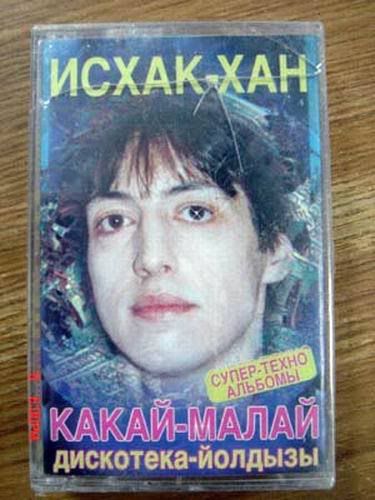 ИСХАК-ХАН
СУПЕР-ТЕХНО
АЛЬБОМЫ
КАКАЙ-МАЛАЙ
дискотека-йолдызы